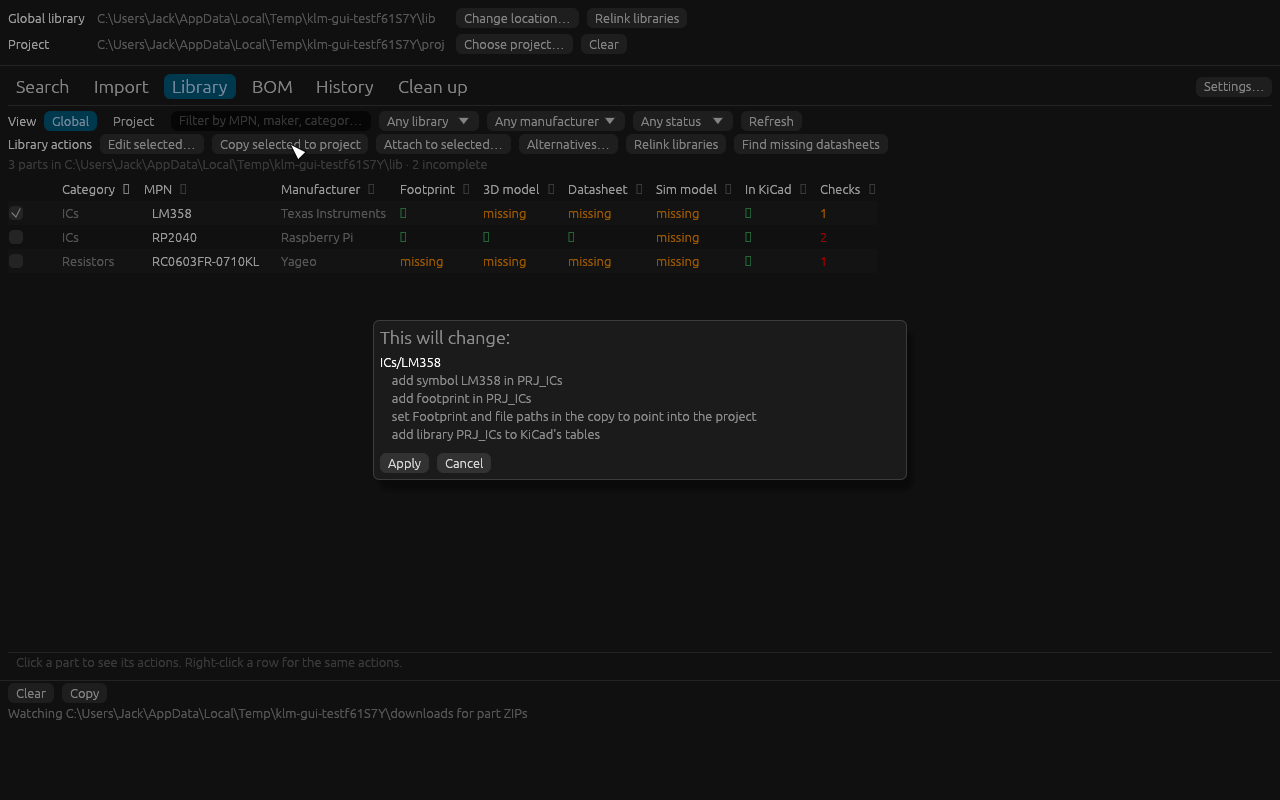 Global library C:\Users\Jack\AppData\Local\Temp\klm-gui-testf61S7Y\lib Change location… Relink libraries
Project C:\Users\Jack\AppData\Local\Temp\klm-gui-testf61S7Y\proj Choose project… Clear
Search Import Library BOM History Clean up Settings…
View Global Project Filter by MPN, maker, categor… Any library Any manufacturer Any status Refresh
Library actions Edit selected… Copy selected to project Attach to selected… Alternatives… Relink libraries Find missing datasheets
3 parts in C:\Users\Jack\AppData\Local\Temp\klm-gui-testf61S7Y\lib · 2 incomplete
Category MPN Manufacturer Footprint 3D model Datasheet Sim model In KiCad Checks
ICs LM358 Texas Instruments missing missing missing 1
ICs RP2040 Raspberry Pi missing 2
Resistors RC0603FR-0710KL Yageo missing missing missing missing 1
This will change:
ICs/LM358
add symbol LM358 in PRJ_ICs
add footprint in PRJ_ICs
set Footprint and file paths in the copy to point into the project
add library PRJ_ICs to KiCad's tables
Apply Cancel
Click a part to see its actions. Right-click a row for the same actions.
Clear Copy
Watching C:\Users\Jack\AppData\Local\Temp\klm-gui-testf61S7Y\downloads for part ZIPs